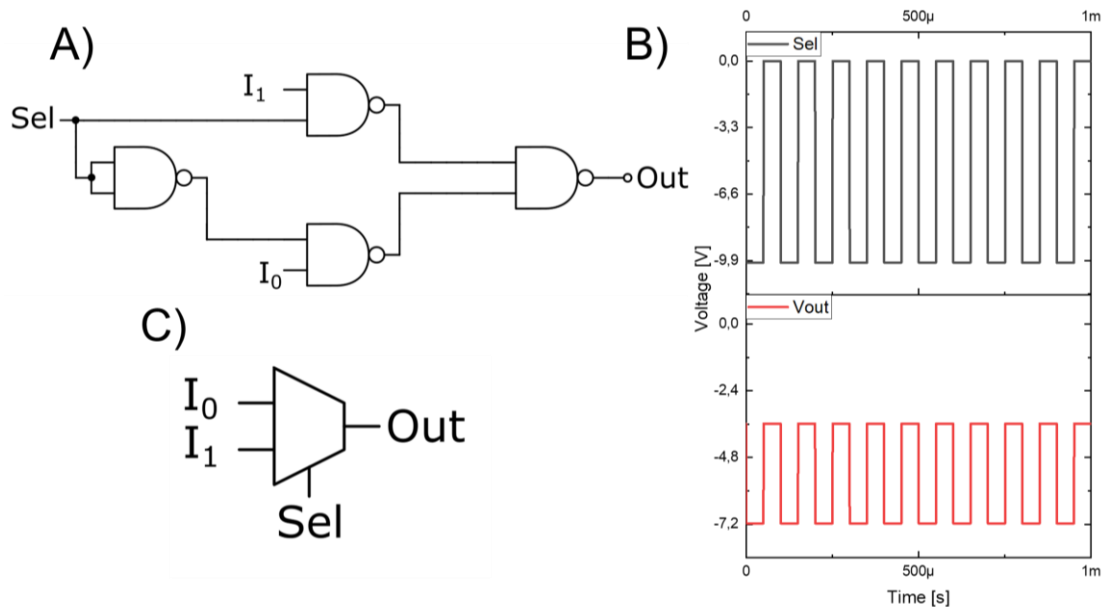 A)
I₁
Sel
Out
I₀
C)
I₀
I₁
Out
Sel
B)
0 500µ 1m
Sel
0,0
-3,3
-6,6
-9,9
Voltage [V]
Vout
0,0
-2,4
-4,8
-7,2
0 500µ 1m
Time [s]